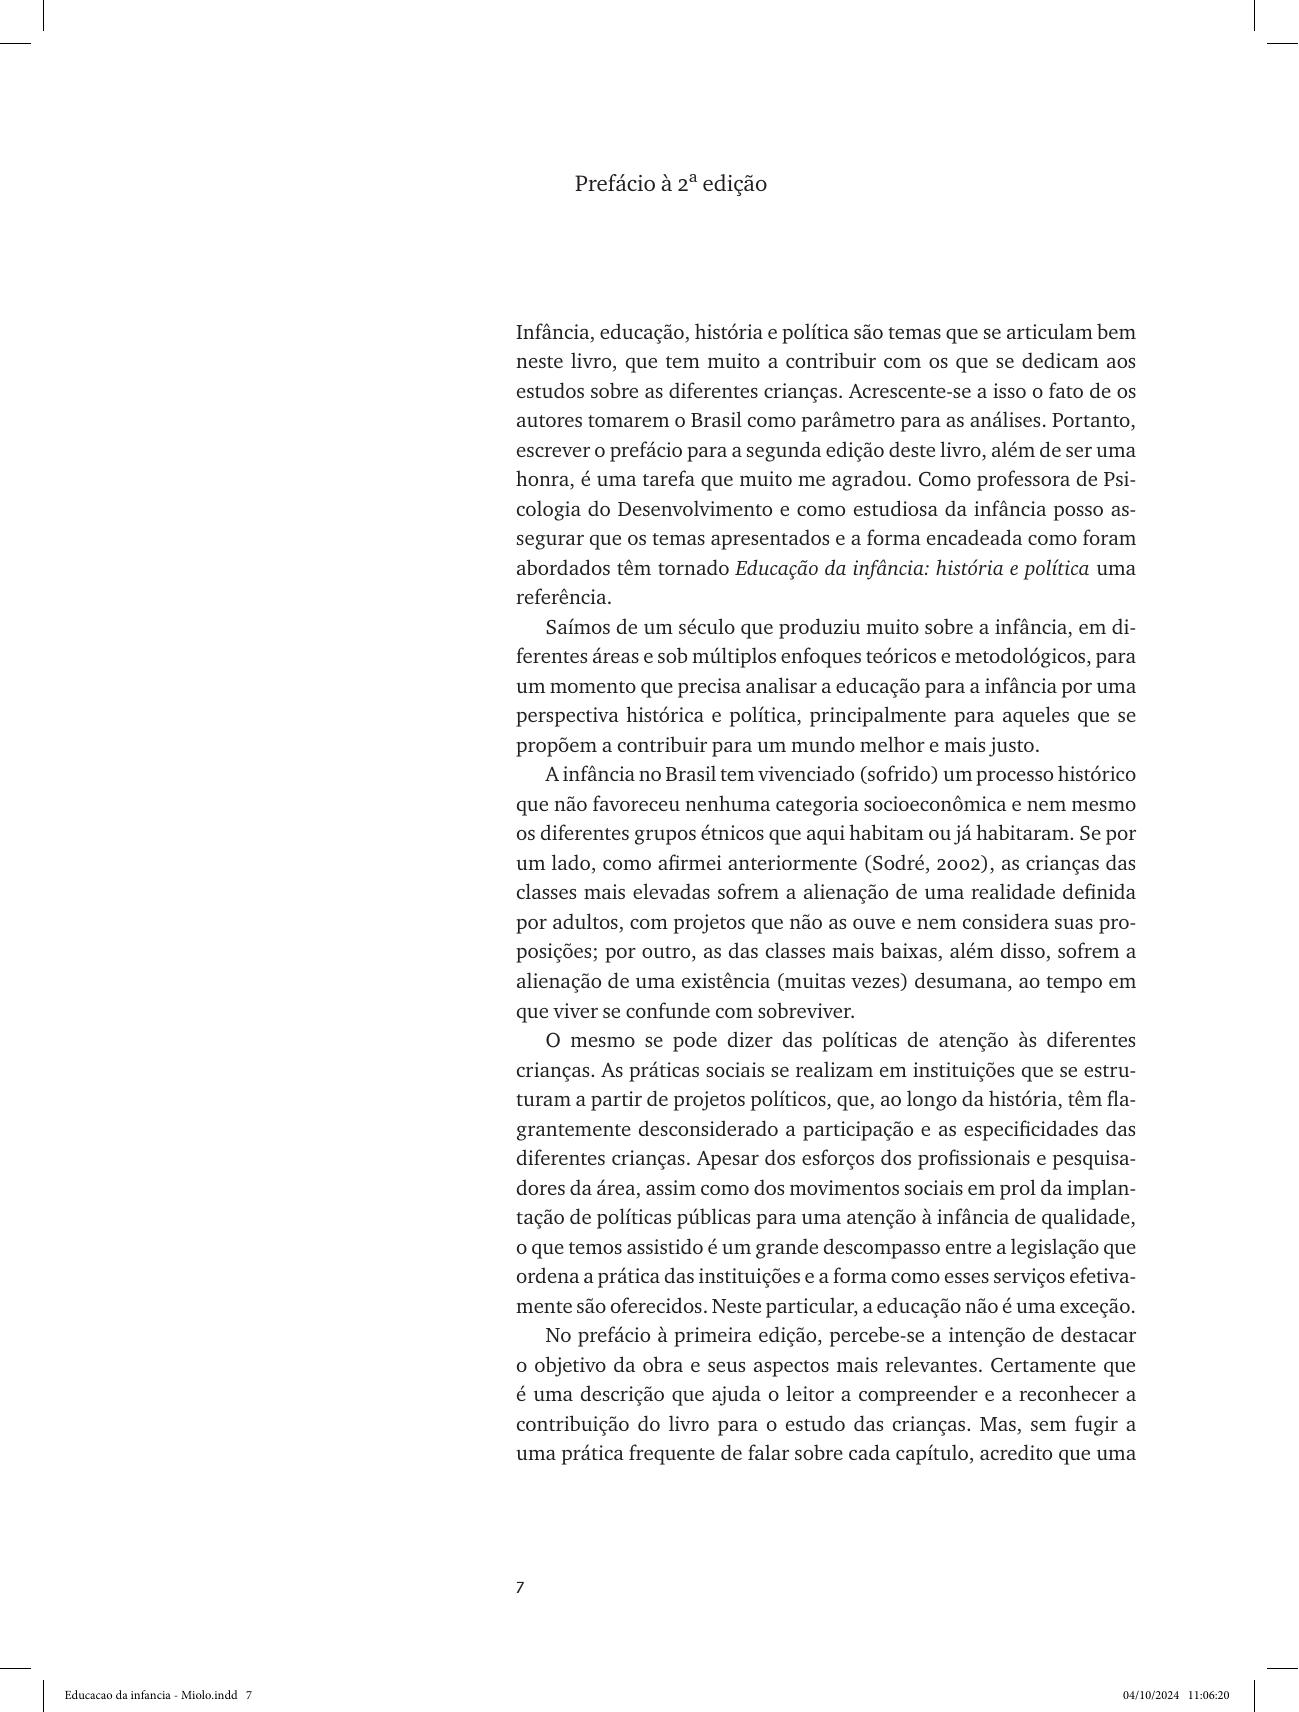 Prefácio à 2ª edição
Infância, educação, história e política são temas que se articulam bem
neste livro, que tem muito a contribuir com os que se dedicam aos
estudos sobre as diferentes crianças. Acrescente-se a isso o fato de os
autores tomarem o Brasil como parâmetro para as análises. Portanto,
escrever o prefácio para a segunda edição deste livro, além de ser uma
honra, é uma tarefa que muito me agradou. Como professora de Psi-
cologia do Desenvolvimento e como estudiosa da infância posso as-
segurar que os temas apresentados e a forma encadeada como foram
abordados têm tornado Educação da infância: história e política uma
referência.
Saímos de um século que produziu muito sobre a infância, em di-
ferentes áreas e sob múltiplos enfoques teóricos e metodológicos, para
um momento que precisa analisar a educação para a infância por uma
perspectiva histórica e política, principalmente para aqueles que se
propõem a contribuir para um mundo melhor e mais justo.
A infância no Brasil tem vivenciado (sofrido) um processo histórico
que não favoreceu nenhuma categoria socioeconômica e nem mesmo
os diferentes grupos étnicos que aqui habitam ou já habitaram. Se por
um lado, como afirmei anteriormente (Sodré, 2002), as crianças das
classes mais elevadas sofrem a alienação de uma realidade definida
por adultos, com projetos que não as ouve e nem considera suas pro-
posições; por outro, as das classes mais baixas, além disso, sofrem a
alienação de uma existência (muitas vezes) desumana, ao tempo em
que viver se confunde com sobreviver.
O mesmo se pode dizer das políticas de atenção às diferentes
crianças. As práticas sociais se realizam em instituições que se estru-
turam a partir de projetos políticos, que, ao longo da história, têm fla-
grantemente desconsiderado a participação e as especificidades das
diferentes crianças. Apesar dos esforços dos profissionais e pesquisa-
dores da área, assim como dos movimentos sociais em prol da implan-
tação de políticas públicas para uma atenção à infância de qualidade,
o que temos assistido é um grande descompasso entre a legislação que
ordena a prática das instituições e a forma como esses serviços efetiva-
mente são oferecidos. Neste particular, a educação não é uma exceção.
No prefácio à primeira edição, percebe-se a intenção de destacar
o objetivo da obra e seus aspectos mais relevantes. Certamente que
é uma descrição que ajuda o leitor a compreender e a reconhecer a
contribuição do livro para o estudo das crianças. Mas, sem fugir a
uma prática frequente de falar sobre cada capítulo, acredito que uma
7
Educacao da infancia - Miolo.indd 7
04/10/2024 11:06:20